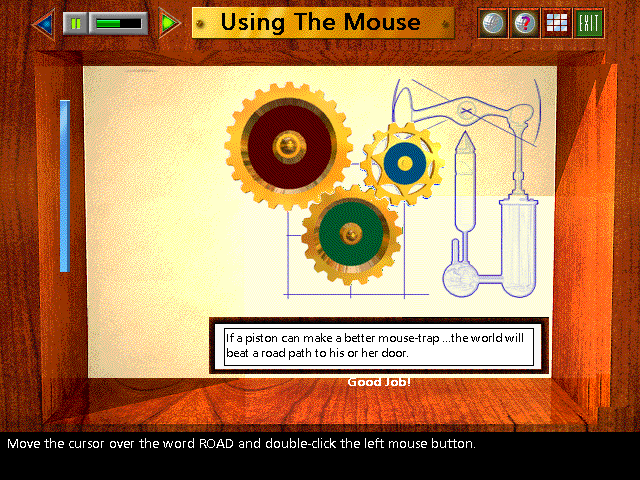 Using The Mouse
EXIT
If a piston can make a better mouse-trap ...the world will
beat a road path to his or her door.
Good Job!
Move the cursor over the word ROAD and double-click the left mouse button.